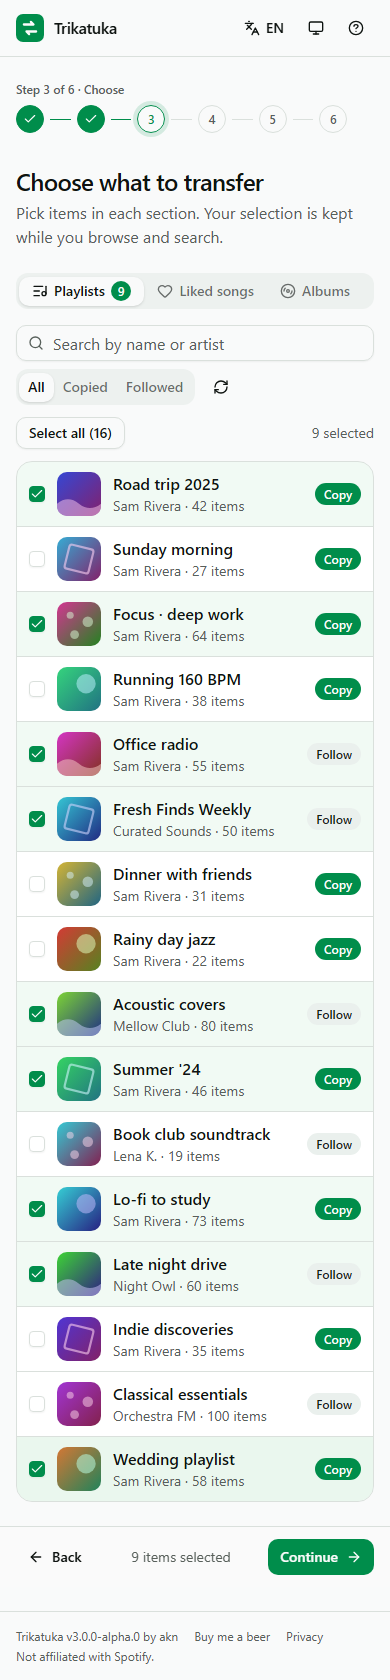 Trikatuka
EN
Step 3 of 6 · Choose
3 4 5 6
Choose what to transfer
Pick items in each section. Your selection is kept
while you browse and search.
Playlists 9 Liked songs Albums
Search by name or artist
All Copied Followed
Select all (16) 9 selected
Road trip 2025
Sam Rivera · 42 items
Copy
Sunday morning
Sam Rivera · 27 items
Copy
Focus · deep work
Sam Rivera · 64 items
Copy
Running 160 BPM
Sam Rivera · 38 items
Copy
Office radio
Sam Rivera · 55 items
Follow
Fresh Finds Weekly
Curated Sounds · 50 items
Follow
Dinner with friends
Sam Rivera · 31 items
Copy
Rainy day jazz
Sam Rivera · 22 items
Copy
Acoustic covers
Mellow Club · 80 items
Follow
Summer '24
Sam Rivera · 46 items
Copy
Book club soundtrack
Lena K. · 19 items
Follow
Lo-fi to study
Sam Rivera · 73 items
Copy
Late night drive
Night Owl · 60 items
Follow
Indie discoveries
Sam Rivera · 35 items
Copy
Classical essentials
Orchestra FM · 100 items
Follow
Wedding playlist
Sam Rivera · 58 items
Copy
Back 9 items selected Continue
Trikatuka v3.0.0-alpha.0 by akn Buy me a beer Privacy
Not affiliated with Spotify.